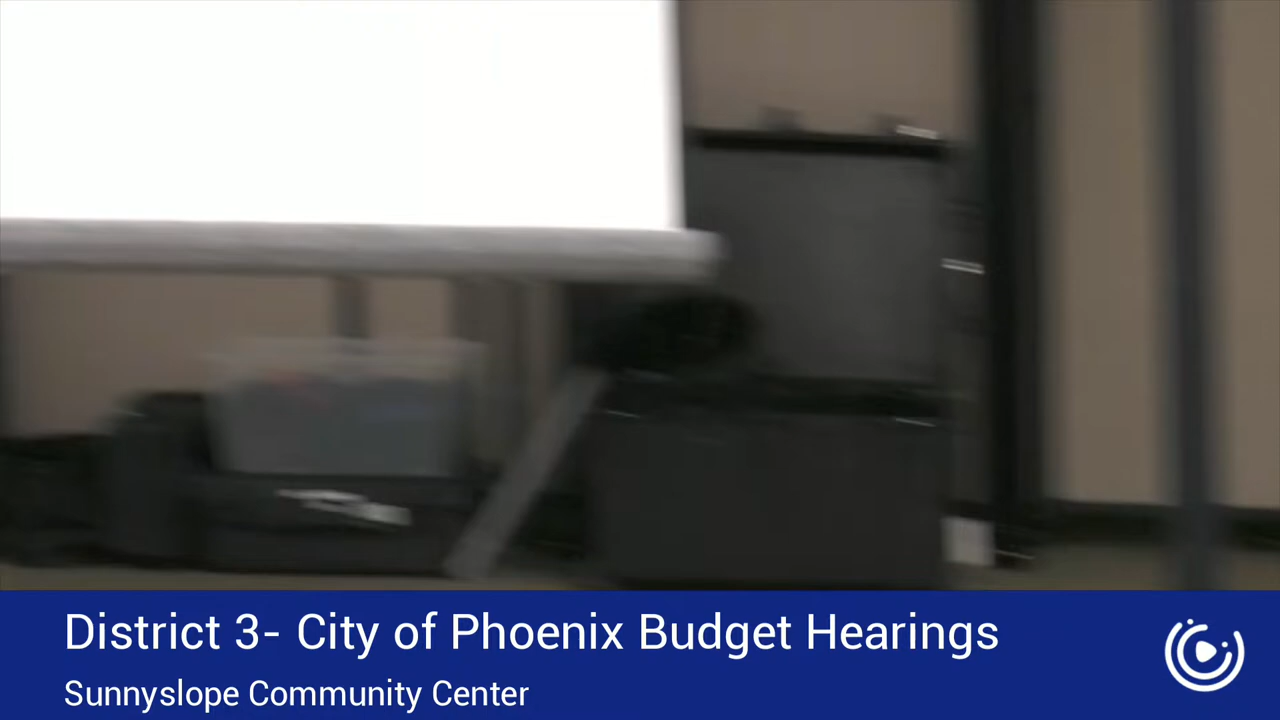 District 3- City of Phoenix Budget Hearings
Sunnyslope Community Center